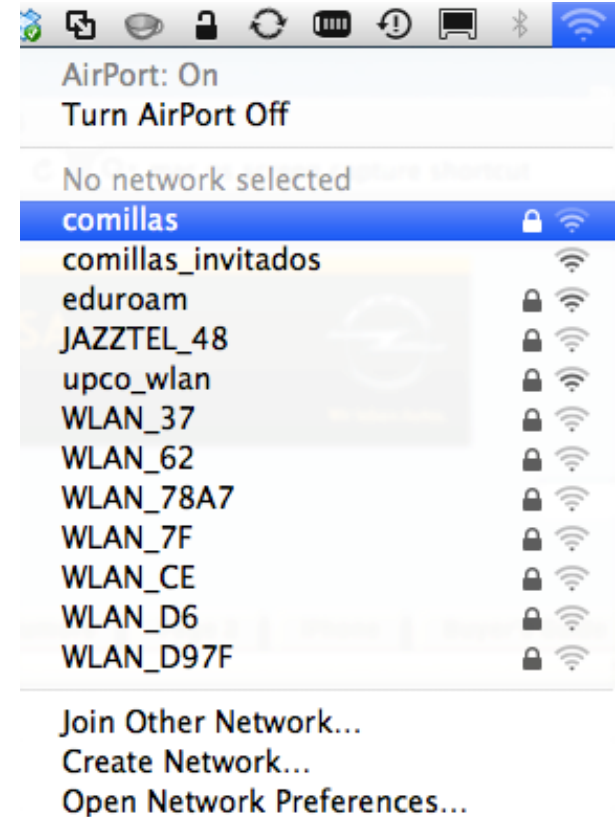 AirPort: On
Turn AirPort Off
No network selected
comillas
comillas_invitados
eduroam
JAZZTEL_48
upco_wlan
WLAN_37
WLAN_62
WLAN_78A7
WLAN_7F
WLAN_CE
WLAN_D6
WLAN_D97F
Join Other Network…
Create Network…
Open Network Preferences…